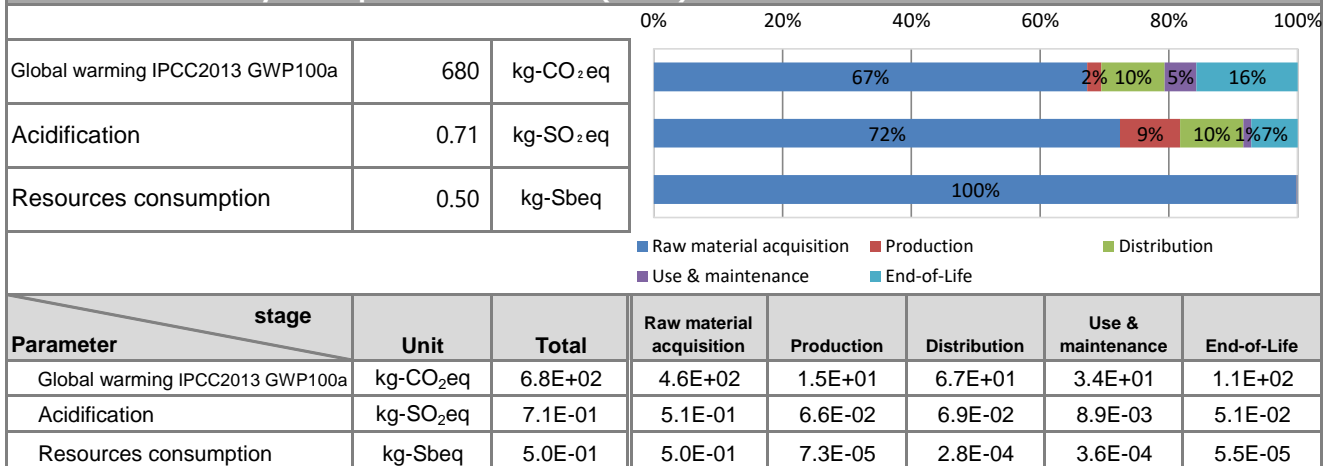 0% 20% 40% 60% 80% 100%
Global warming IPCC2013 GWP100a 680 kg-CO₂eq 67% 2% 10% 5% 16%
Acidification 0.71 kg-SO₂eq 72% 9% 10% 1% 7%
Resources consumption 0.50 kg-Sbeq 100%
Raw material acquisition Production Distribution
Use & maintenance End-of-Life
stage
Parameter Unit Total Raw material acquisition Production Distribution Use & maintenance End-of-Life
Global warming IPCC2013 GWP100a kg-CO₂eq 6.8E+02 4.6E+02 1.5E+01 6.7E+01 3.4E+01 1.1E+02
Acidification kg-SO₂eq 7.1E-01 5.1E-01 6.6E-02 6.9E-02 8.9E-03 5.1E-02
Resources consumption kg-Sbeq 5.0E-01 5.0E-01 7.3E-05 2.8E-04 3.6E-04 5.5E-05